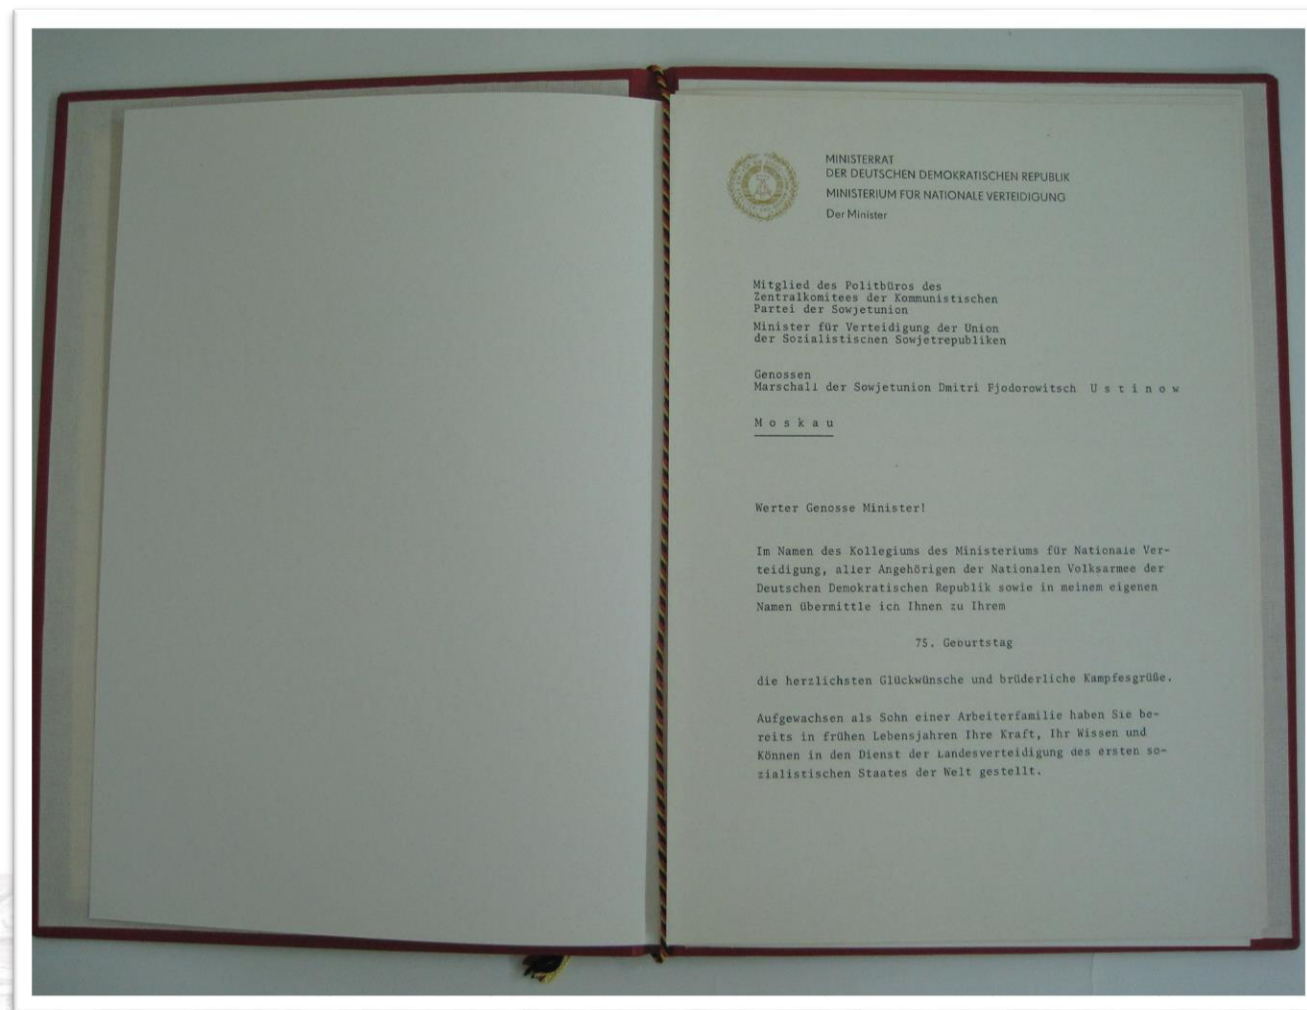 MINISTERRAT
DER DEUTSCHEN DEMOKRATISCHEN REPUBLIK
MINISTERIUM FÜR NATIONALE VERTEIDIGUNG
Der Minister
Mitglied des Politbüros des
Zentralkomitees der Kommunistischen
Partei der Sowjetunion
Minister für Verteidigung der Union
der Sozialistischen Sowjetrepubliken
Genossen
Marschall der Sowjetunion Dmitri Fjodorowitsch U s t i n o w
M o s k a u
Werter Genosse Minister!
Im Namen des Kollegiums des Ministeriums für Nationale Ver-
teidigung, aller Angehörigen der Nationalen Volksarmee der
Deutschen Demokratischen Republik sowie in meinem eigenen
Namen übermittle ich Ihnen zu Ihrem
75. Geburtstag
die herzlichsten Glückwünsche und brüderliche Kampfesgrüße.
Aufgewachsen als Sohn einer Arbeiterfamilie haben Sie be-
reits in frühen Lebensjahren Ihre Kraft, Ihr Wissen und
Können in den Dienst der Landesverteidigung des ersten so-
zialistischen Staates der Welt gestellt.